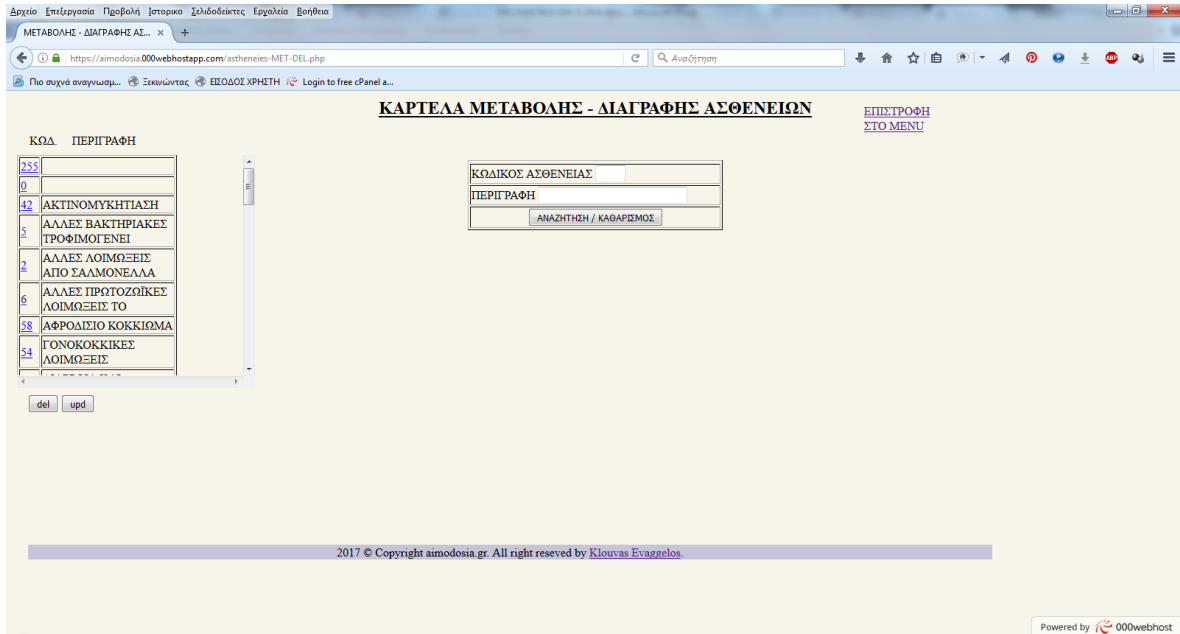 Αρχείο Επεξεργασία Προβολή Ιστορικο Σελιδοδείκτες Εργαλεία Βοήθεια
ΜΕΤΑΒΟΛΗΣ - ΔΙΑΓΡΑΦΗΣ ΑΣ... × +
https://aimodosia.000webhostapp.com/astheneies-MET-DEL.php
Αναζήτηση
ABP
Πιο συχνά αναγνωσμ... Ξεκινώντας ΕΙΣΟΔΟΣ ΧΡΗΣΤΗ Login to free cPanel a...
ΚΑΡΤΕΛΑ ΜΕΤΑΒΟΛΗΣ - ΔΙΑΓΡΑΦΗΣ ΑΣΘΕΝΕΙΩΝ
ΕΠΙΣΤΡΟΦΗ
ΣΤΟ MENU
ΚΩΔ. ΠΕΡΙΓΡΑΦΗ
255
0
42 ΑΚΤΙΝΟΜΥΚΗΤΙΑΣΗ
5 ΑΛΛΕΣ ΒΑΚΤΗΡΙΑΚΕΣ
ΤΡΟΦΙΜΟΓΕΝΕΙ
2 ΑΛΛΕΣ ΛΟΙΜΩΞΕΙΣ
ΑΠΟ ΣΑΛΜΟΝΕΛΛΑ
6 ΑΛΛΕΣ ΠΡΩΤΟΖΩΪΚΕΣ
ΛΟΙΜΩΞΕΙΣ ΤΟ
58 ΑΦΡΟΔΙΣΙΟ ΚΟΚΚΙΩΜΑ
54 ΓΟΝΟΚΟΚΚΙΚΕΣ
ΛΟΙΜΩΞΕΙΣ
del upd
ΚΩΔΙΚΟΣ ΑΣΘΕΝΕΙΑΣ
ΠΕΡΙΓΡΑΦΗ
ΑΝΑΖΗΤΗΣΗ / ΚΑΘΑΡΙΣΜΟΣ
2017 © Copyright aimodosia.gr. All right reseved by Klouvas Evaggelos.
Powered by 000webhost